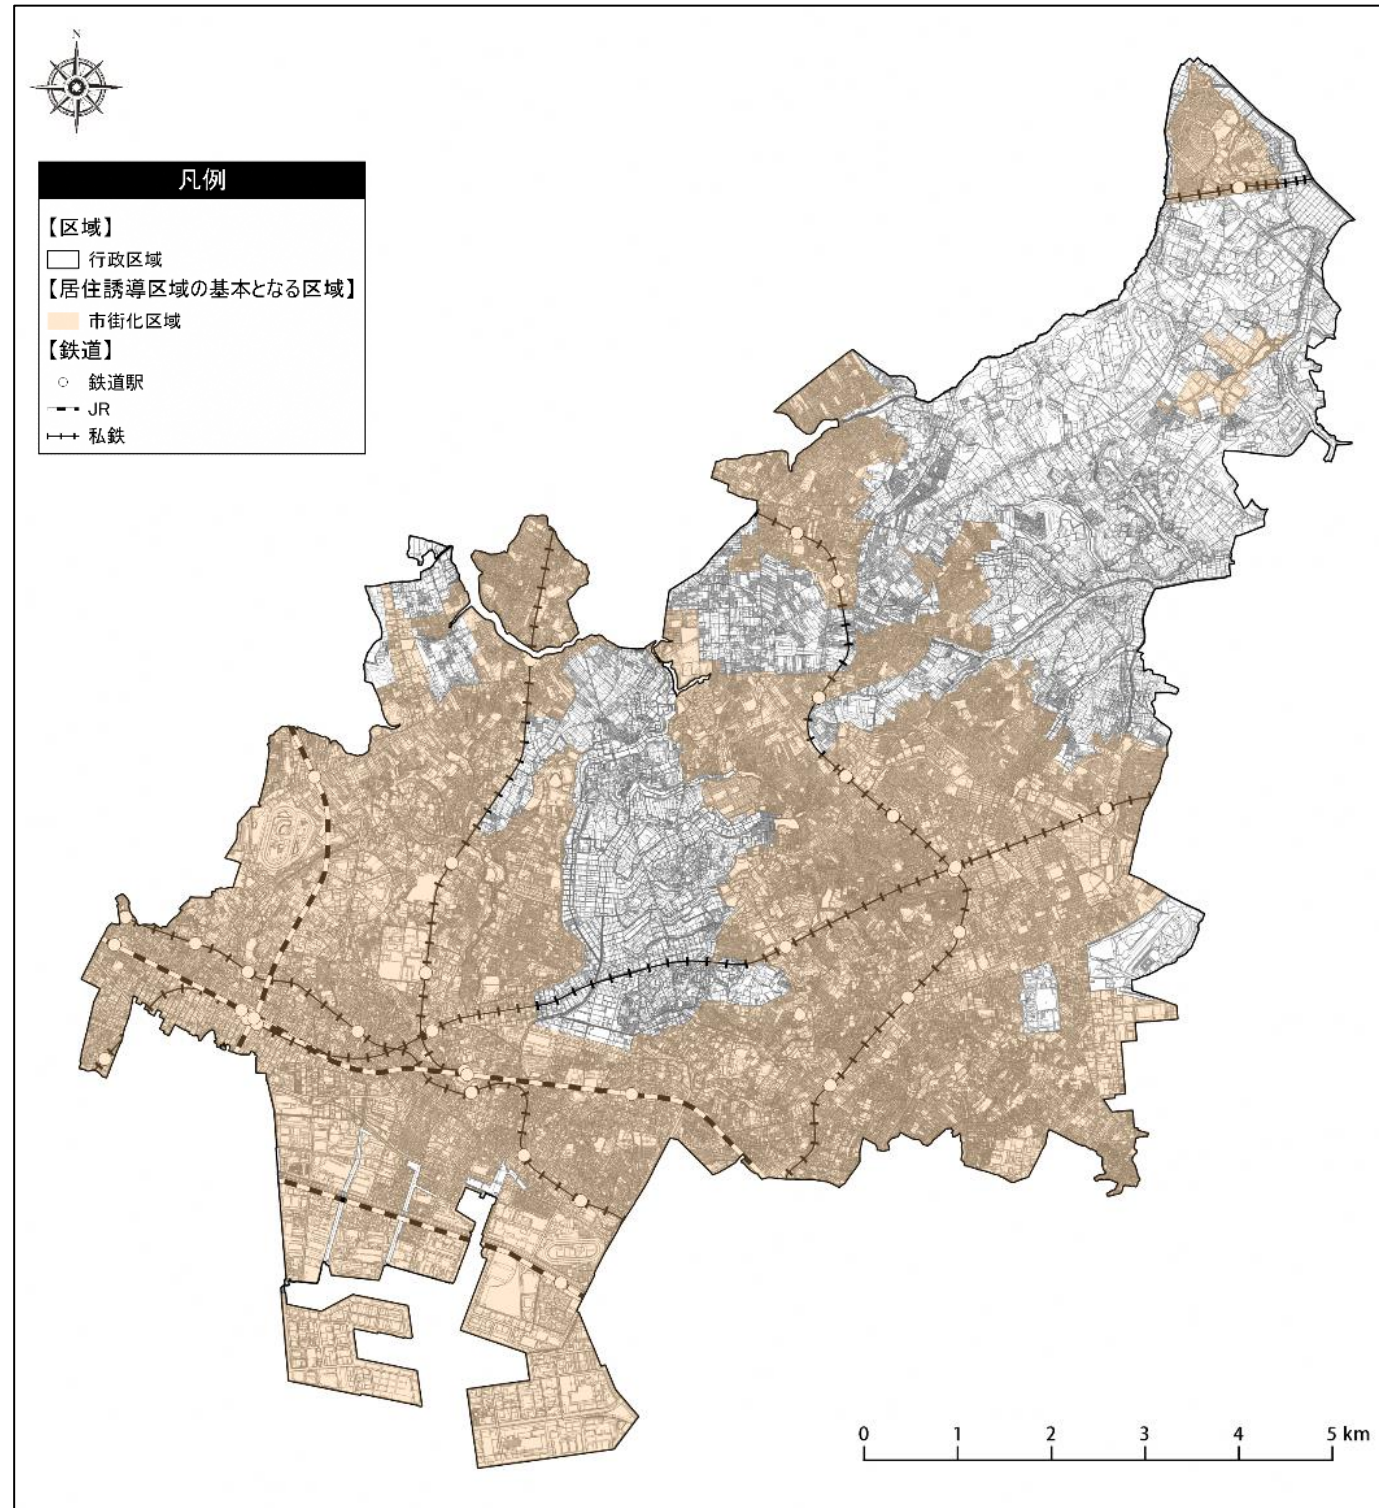 N
凡例
【区域】
行政区域
【居住誘導区域の基本となる区域】
市街化区域
【鉄道】
鉄道駅
JR
私鉄
0 1 2 3 4 5 km